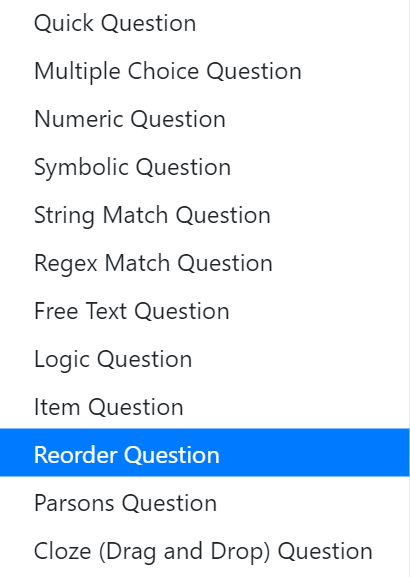 Quick Question
Multiple Choice Question
Numeric Question
Symbolic Question
String Match Question
Regex Match Question
Free Text Question
Logic Question
Item Question
Reorder Question
Parsons Question
Cloze (Drag and Drop) Question